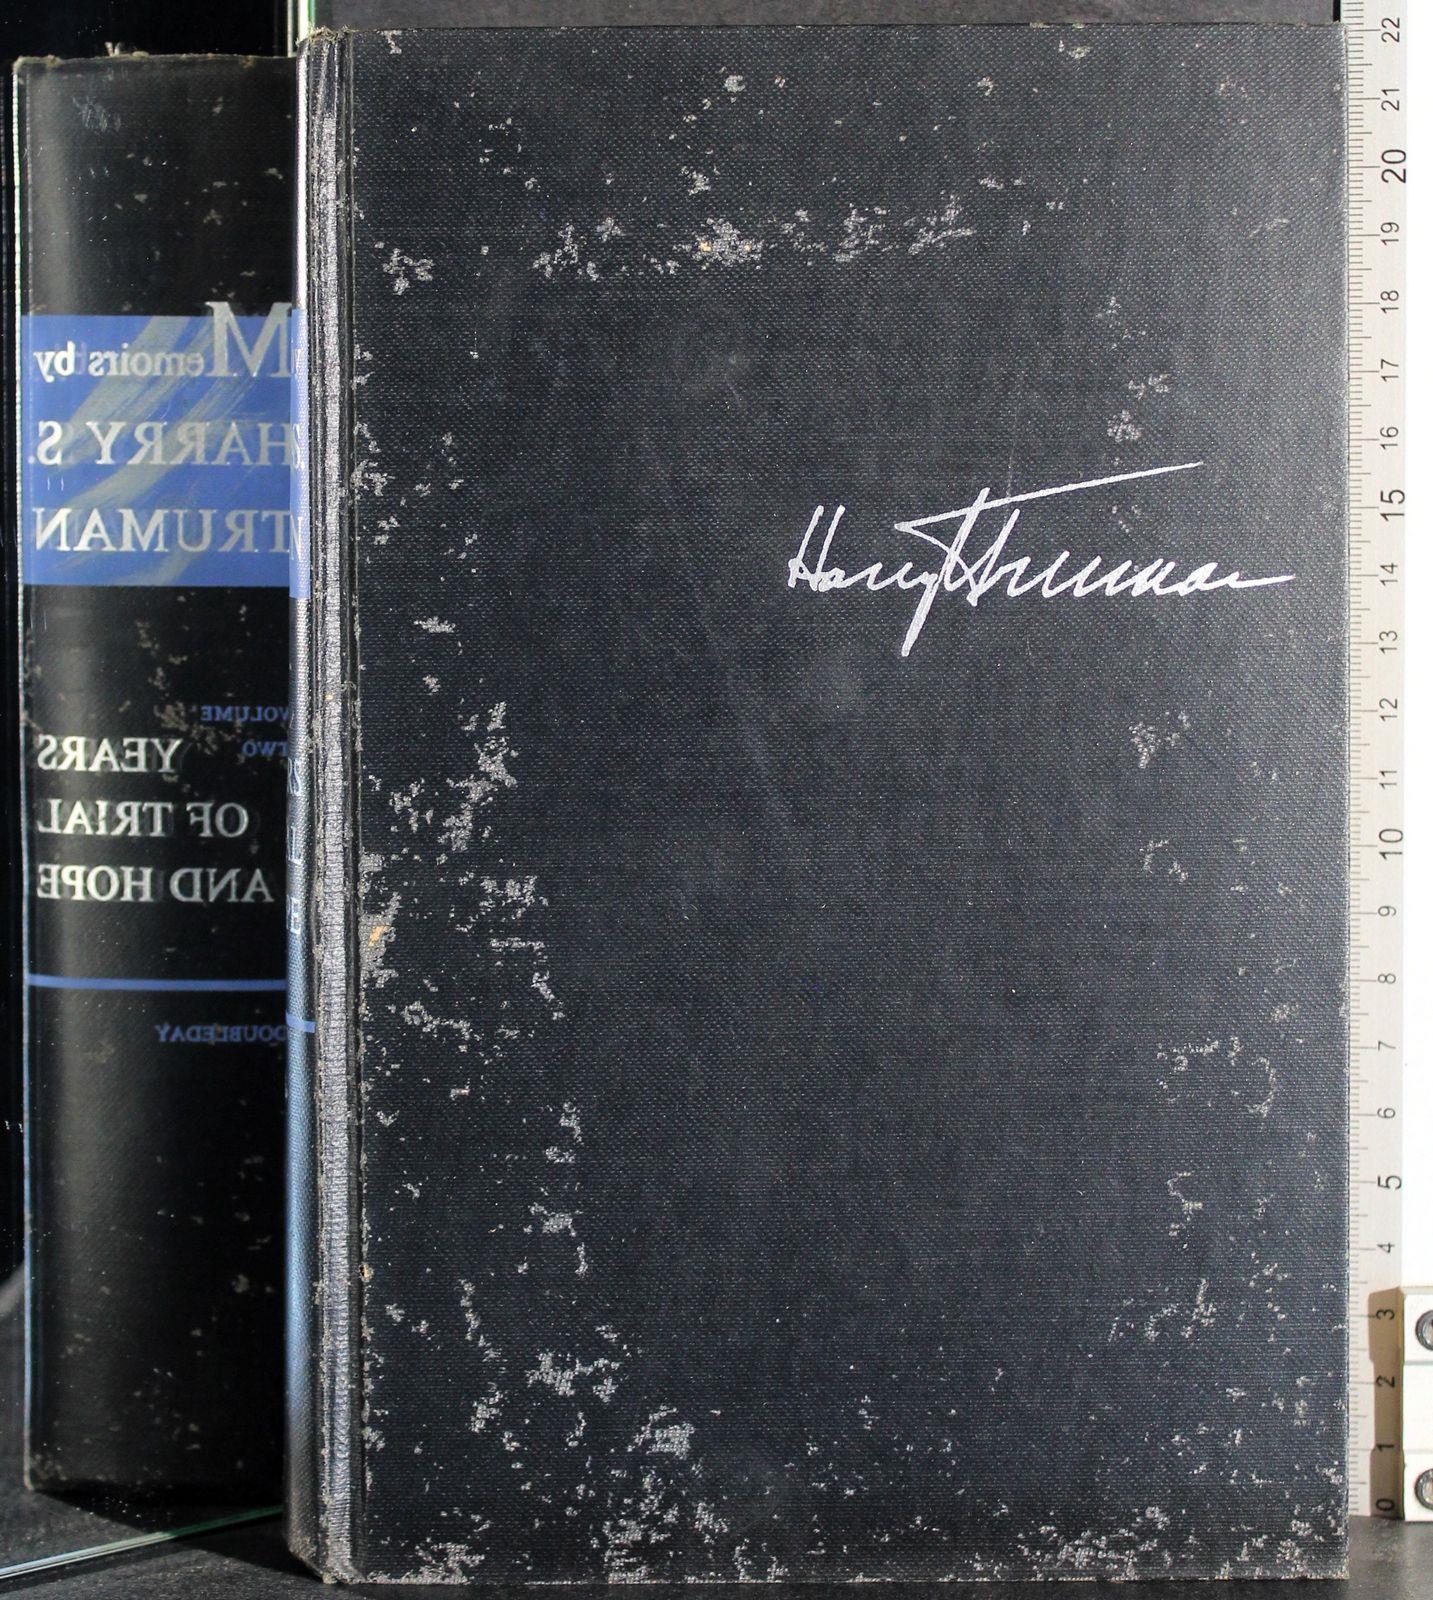 Memoirs by
HARRY S.
TRUMAN
VOLUME
TWO
YEARS
OF TRIAL
AND HOPE
DOUBLEDAY
Harry S Truman
22
21
20
19
18
17
16
15
14
13
12
11
10
9
8
7
6
5
4
3
2
1
0